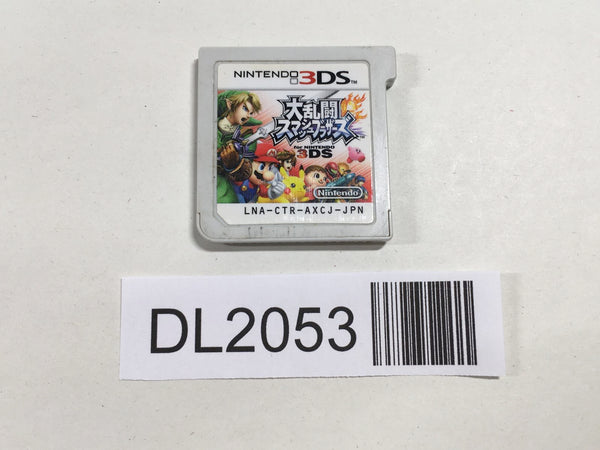 NINTENDO 3DS™
大乱闘
スマッシュブラザーズ
for NINTENDO
3DS
Nintendo
LNA-CTR-AXCJ-JPN
DL2053